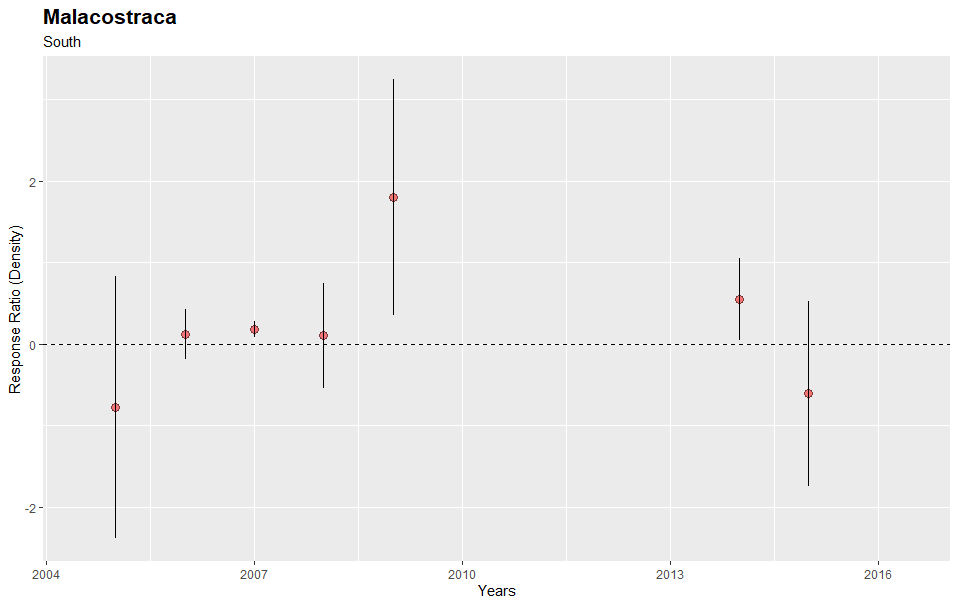 Malacostraca
South
Response Ratio (Density)
2
0
-2
2004 2007 2010 2013 2016
Years